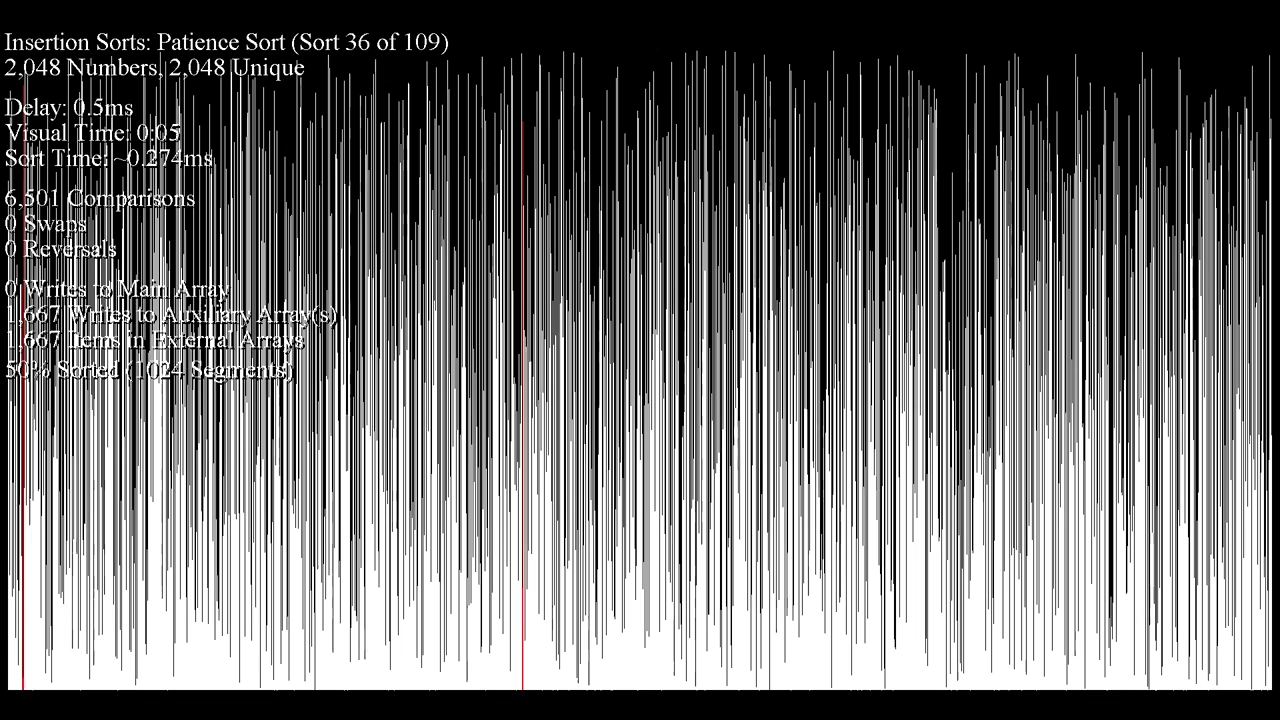 Insertion Sorts: Patience Sort (Sort 36 of 109)
2,048 Numbers, 2,048 Unique
Delay: 0.5ms
Visual Time: 0:05
Sort Time: ~0.274ms
6,501 Comparisons
0 Swaps
0 Reversals
0 Writes to Main Array
1,667 Writes to Auxiliary Array(s)
1,667 Items in External Arrays
50% Sorted (1024 Segments)